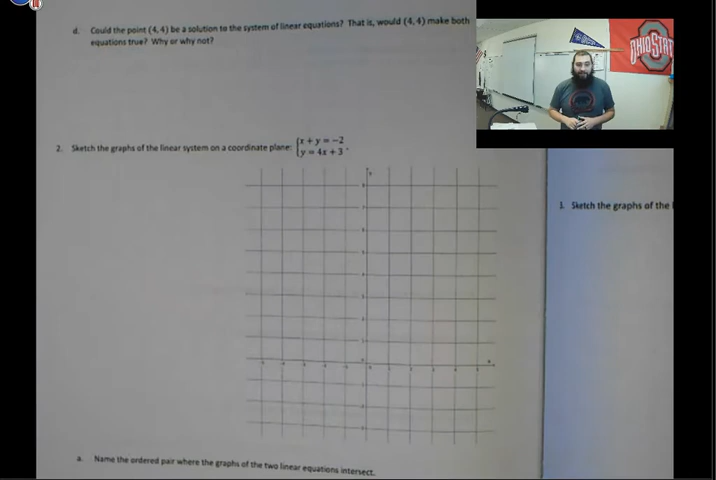 d. Could the point (4, 4) be a solution to the system of linear equations? That is, would (4, 4) make both
equations true? Why or why not?
OHIO STATE
2. Sketch the graphs of the linear system on a coordinate plane: {x + y = -2
y = 4x + 3 .
Sketch the graphs of the
a. Name the ordered pair where the graphs of the two linear equations intersect.